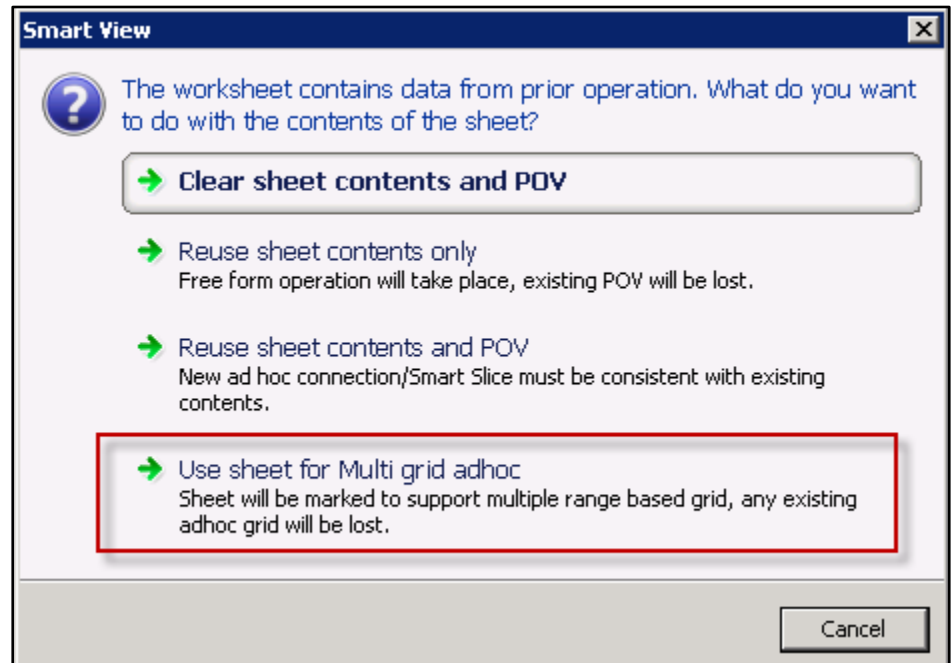 Smart View
The worksheet contains data from prior operation. What do you want
to do with the contents of the sheet?
Clear sheet contents and POV
Reuse sheet contents only
Free form operation will take place, existing POV will be lost.
Reuse sheet contents and POV
New ad hoc connection/Smart Slice must be consistent with existing
contents.
Use sheet for Multi grid adhoc
Sheet will be marked to support multiple range based grid, any existing
adhoc grid will be lost.
Cancel